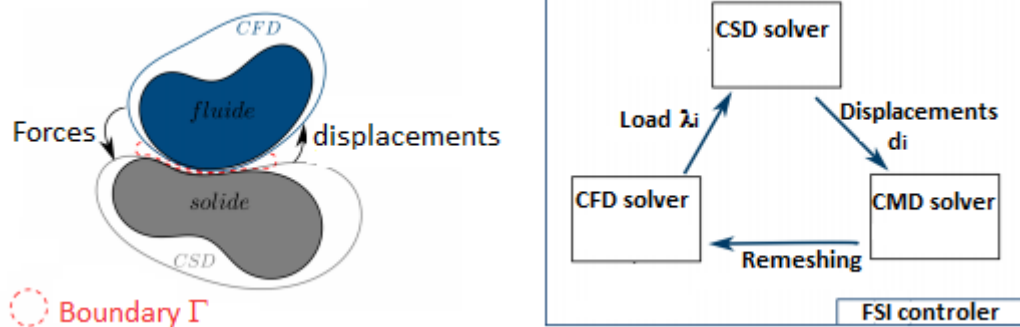 CFD
fluide
Forces
displacements
solide
CSD
Boundary Γ
CSD solver
Load λi
Displacements
di
CFD solver
CMD solver
Remeshing
FSI controler